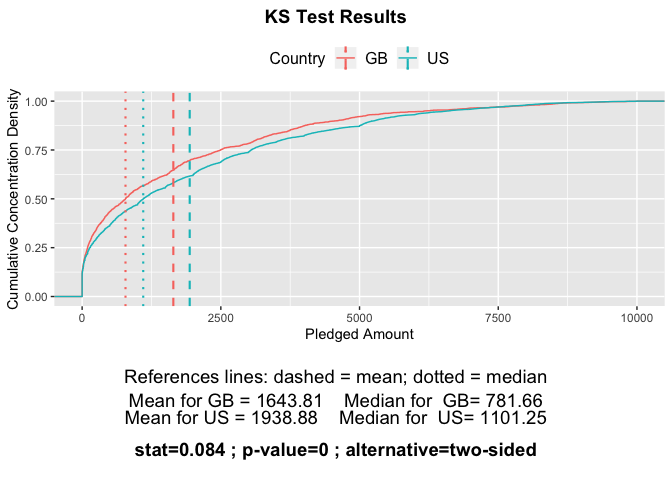 KS Test Results
Country GB US
Cumulative Concentration Density
1.00
0.75
0.50
0.25
0.00
0 2500 5000 7500 10000
Pledged Amount
References lines: dashed = mean; dotted = median
Mean for GB = 1643.81 Median for  GB= 781.66
Mean for US = 1938.88 Median for  US= 1101.25
stat=0.084 ; p-value=0 ; alternative=two-sided